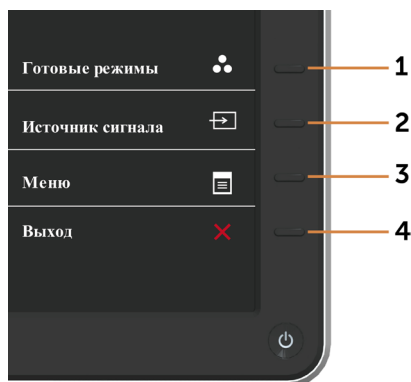 Готовые режимы 1
Источник сигнала 2
Меню 3
Выход 4